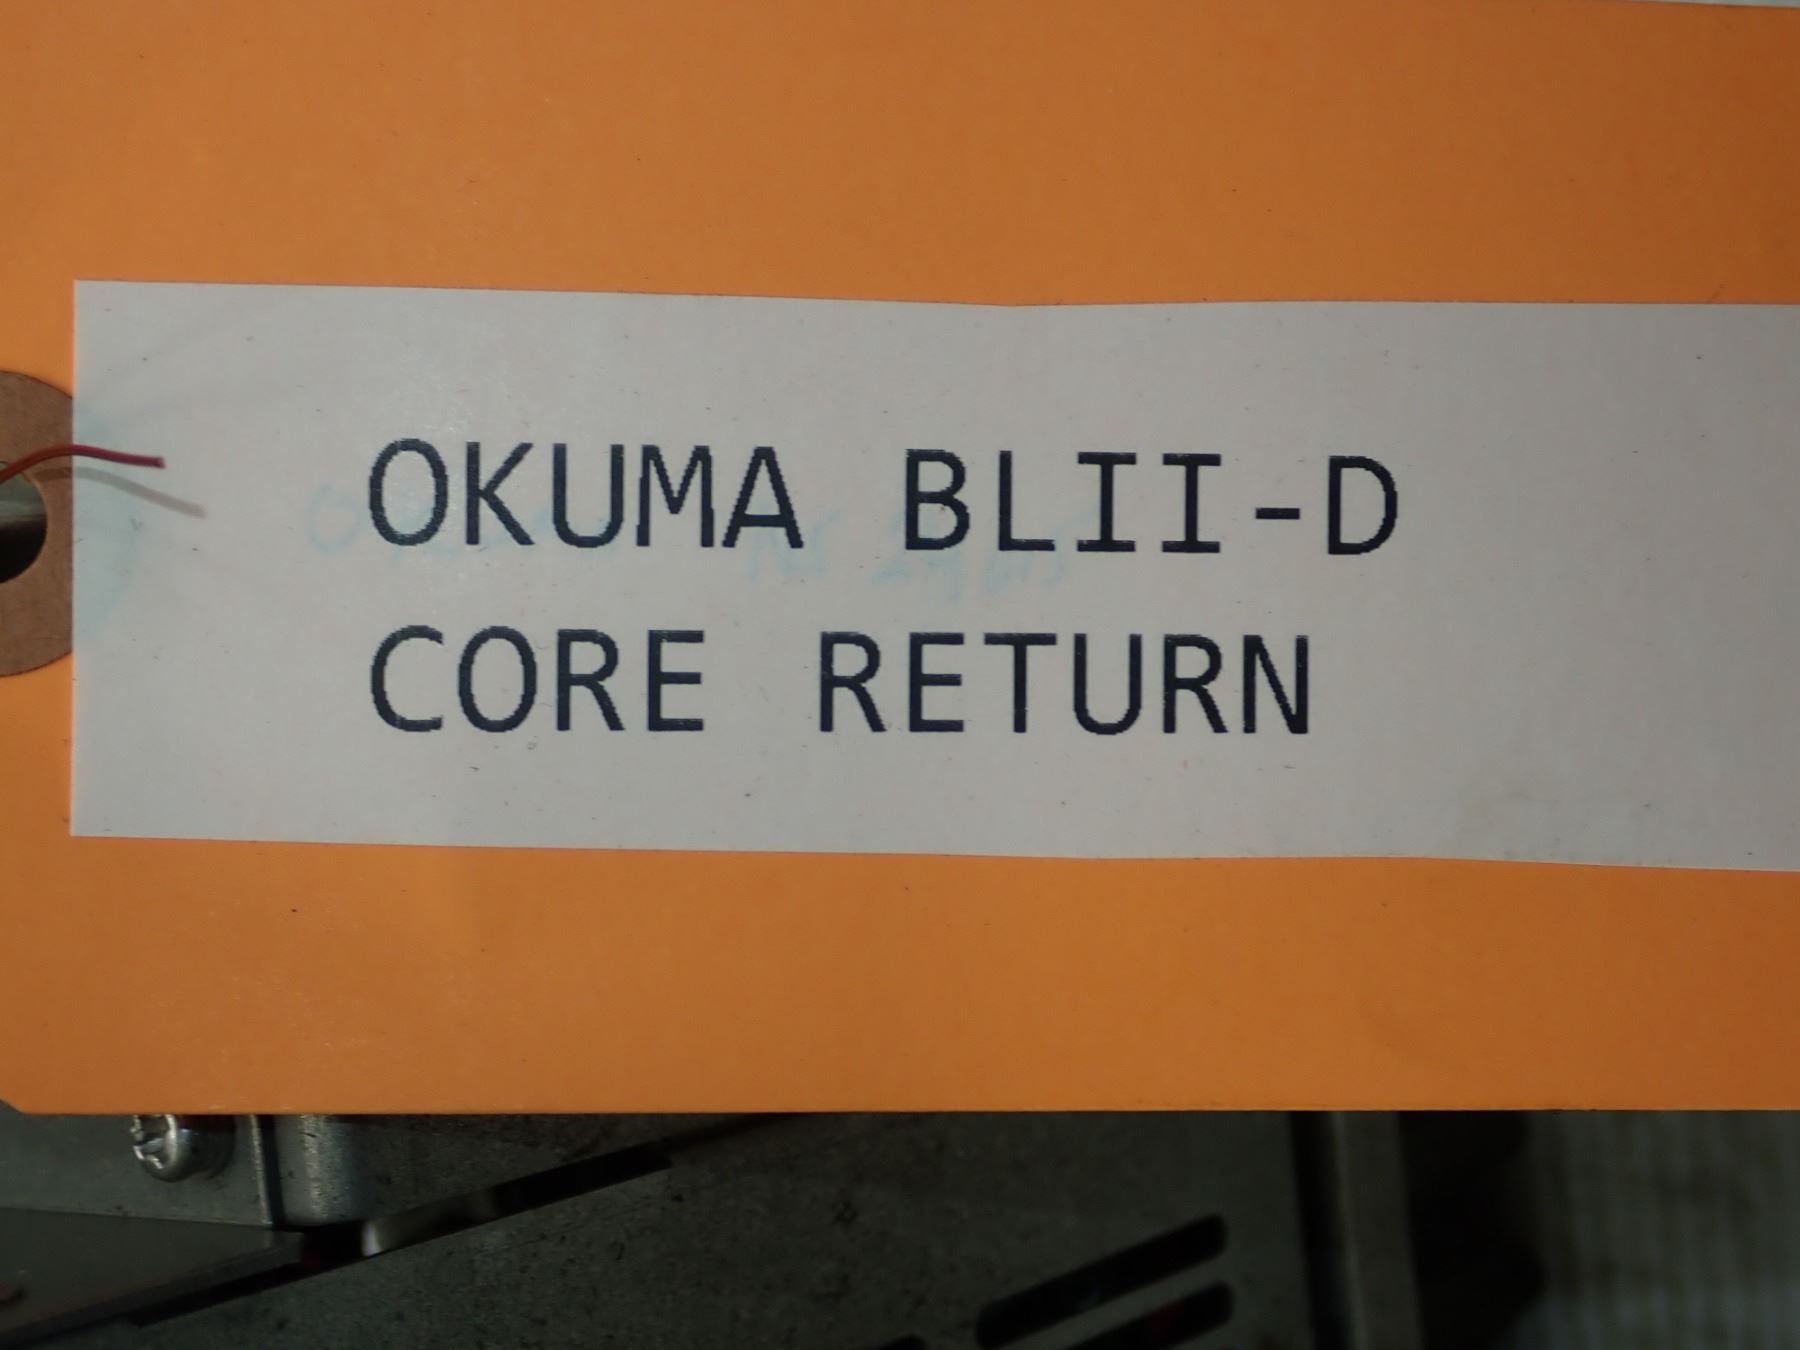 OKUMA BLII-D
CORE RETURN